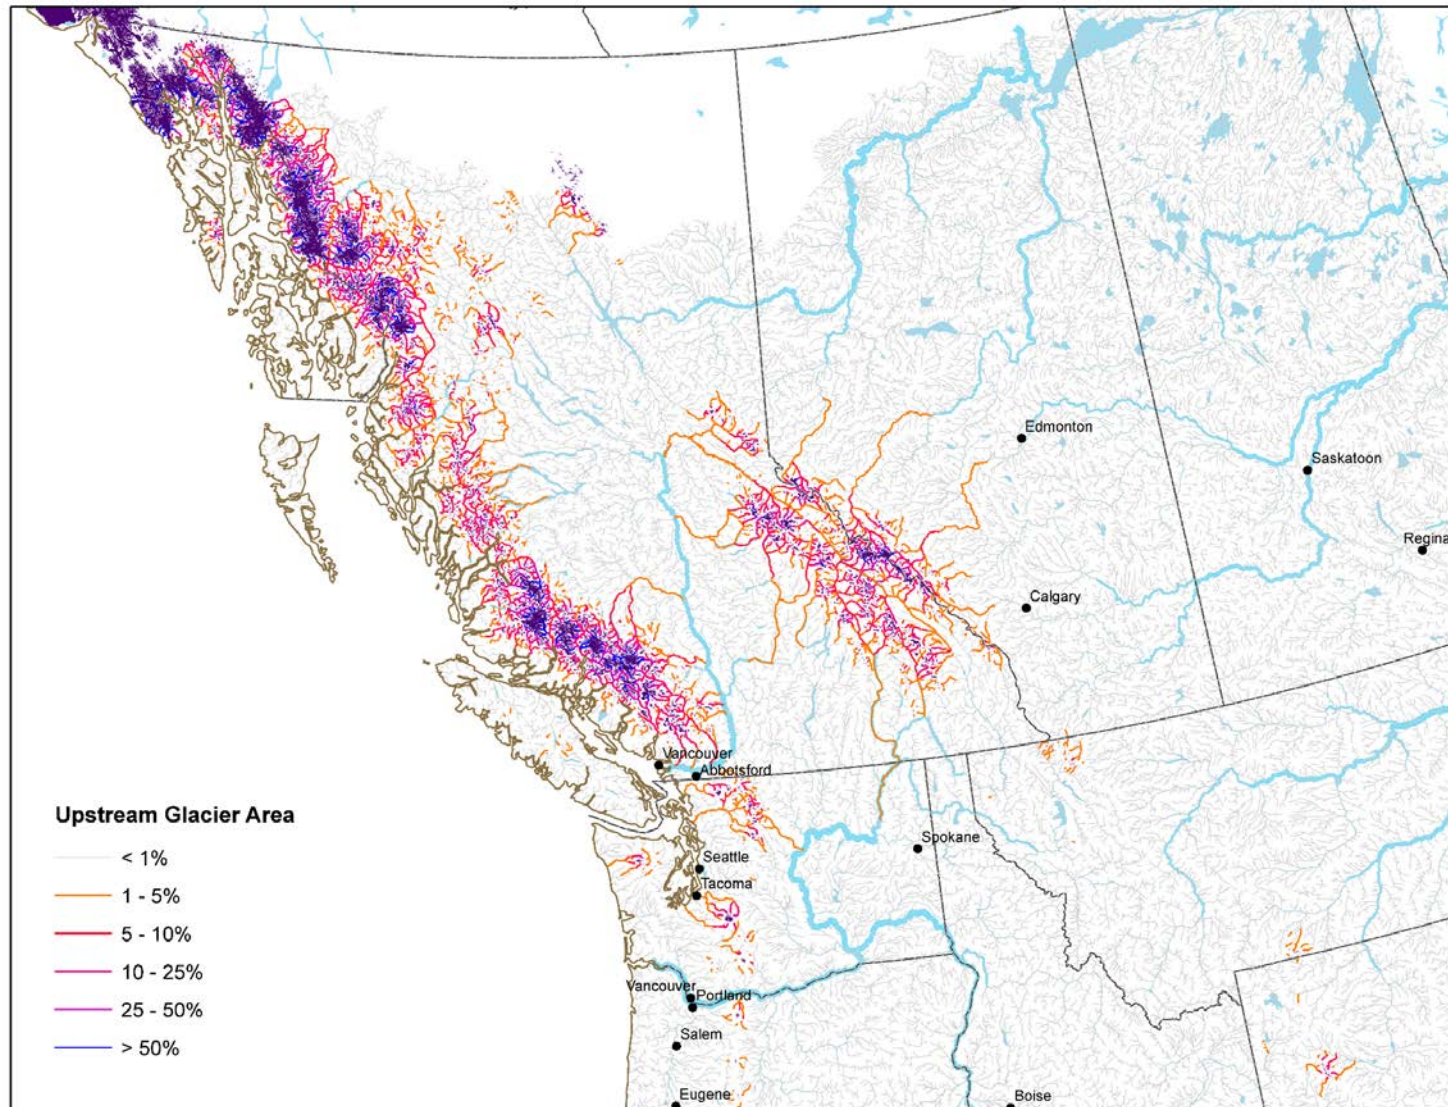 Edmonton
Saskatoon
Regina
Calgary
Vancouver
Abbotsford
Upstream Glacier Area
< 1%
1 - 5%
5 - 10%
10 - 25%
25 - 50%
> 50%
Spokane
Seattle
Tacoma
Vancouver
Portland
Salem
Eugene
Boise